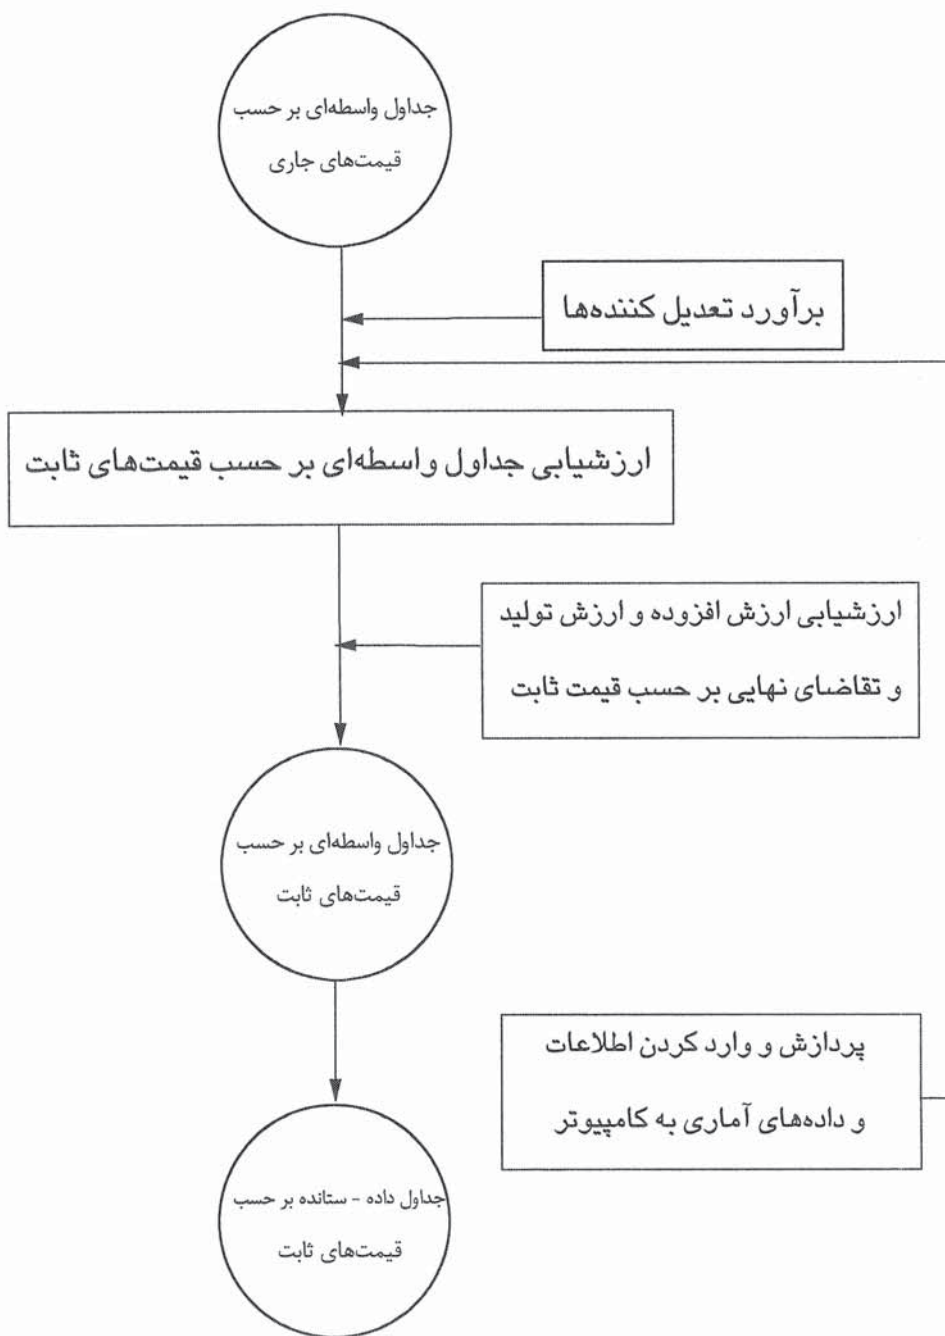 جداول واسطه‌ای بر حسب
قیمت‌های جاری
برآورد تعدیل کننده‌ها
ارزشیابی جداول واسطه‌ای بر حسب قیمت‌های ثابت
ارزشیابی ارزش افزوده و ارزش تولید
و تقاضای نهایی بر حسب قیمت ثابت
جداول واسطه‌ای بر حسب
قیمت‌های ثابت
پردازش و وارد کردن اطلاعات
و داده‌های آماری به کامپیوتر
جداول داده - ستانده بر حسب
قیمت‌های ثابت